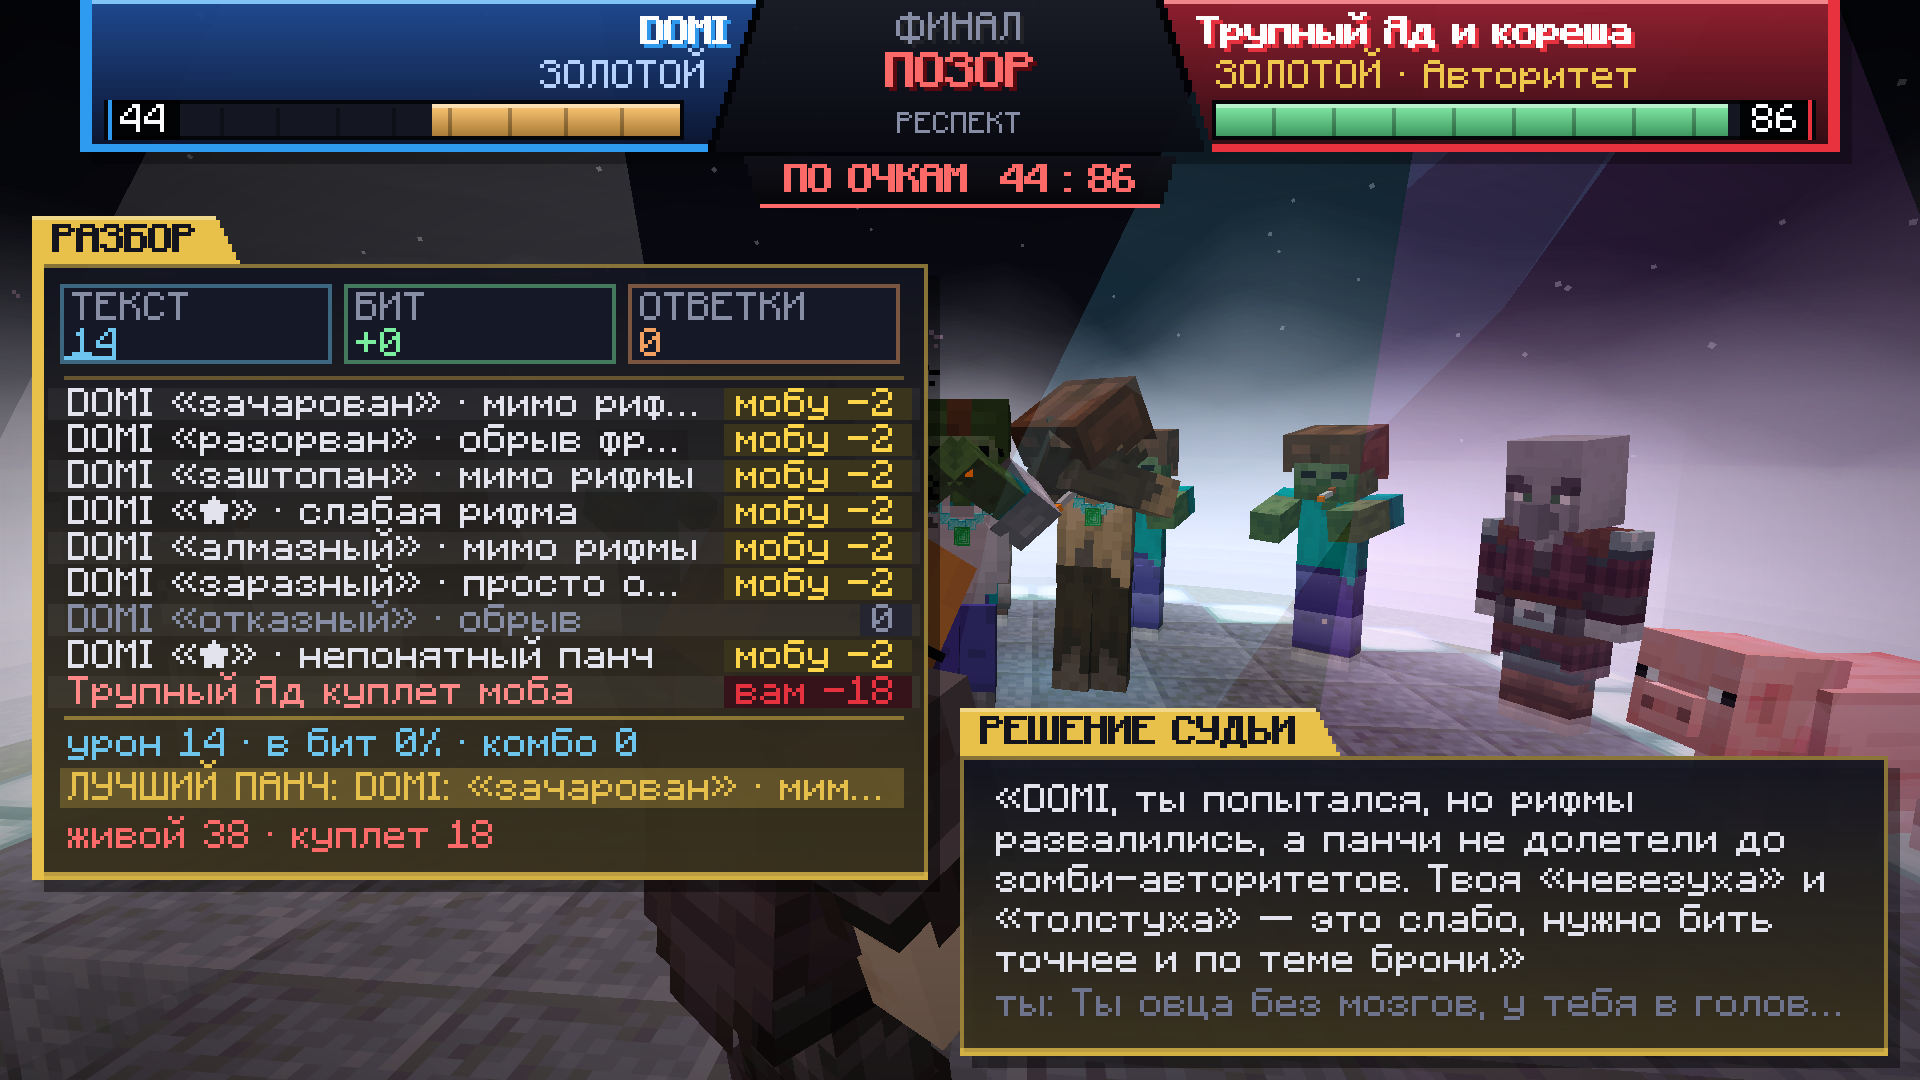 DOMI
ЗОЛОТОЙ
44
ФИНАЛ
ПОЗОР
РЕСПЕКТ
Трупный Яд и кореша
ЗОЛОТОЙ · Авторитет
86
ПО ОЧКАМ 44 : 86
РАЗБОР
ТЕКСТ
14
БИТ
+0
ОТВЕТКИ
0
DOMI «зачарован» · мимо риф... мобу -2
DOMI «разорван» · обрыв фр... мобу -2
DOMI «заштопан» · мимо рифмы мобу -2
DOMI «★» · слабая рифма мобу -2
DOMI «алмазный» · мимо рифмы мобу -2
DOMI «заразный» · просто о... мобу -2
DOMI «отказный» · обрыв 0
DOMI «★» · непонятный панч мобу -2
Трупный Яд куплет моба вам -18
урон 14 · в бит 0% · комбо 0
ЛУЧШИЙ ПАНЧ: DOMI: «зачарован» · мим...
живой 38 · куплет 18
РЕШЕНИЕ СУДЬИ
«DOMI, ты попытался, но рифмы
развалились, а панчи не долетели до
зомби-авторитетов. Твоя «невезуха» и
«толстуха» — это слабо, нужно бить
точнее и по теме брони.»
ты: Ты овца без мозгов, у тебя в голов...